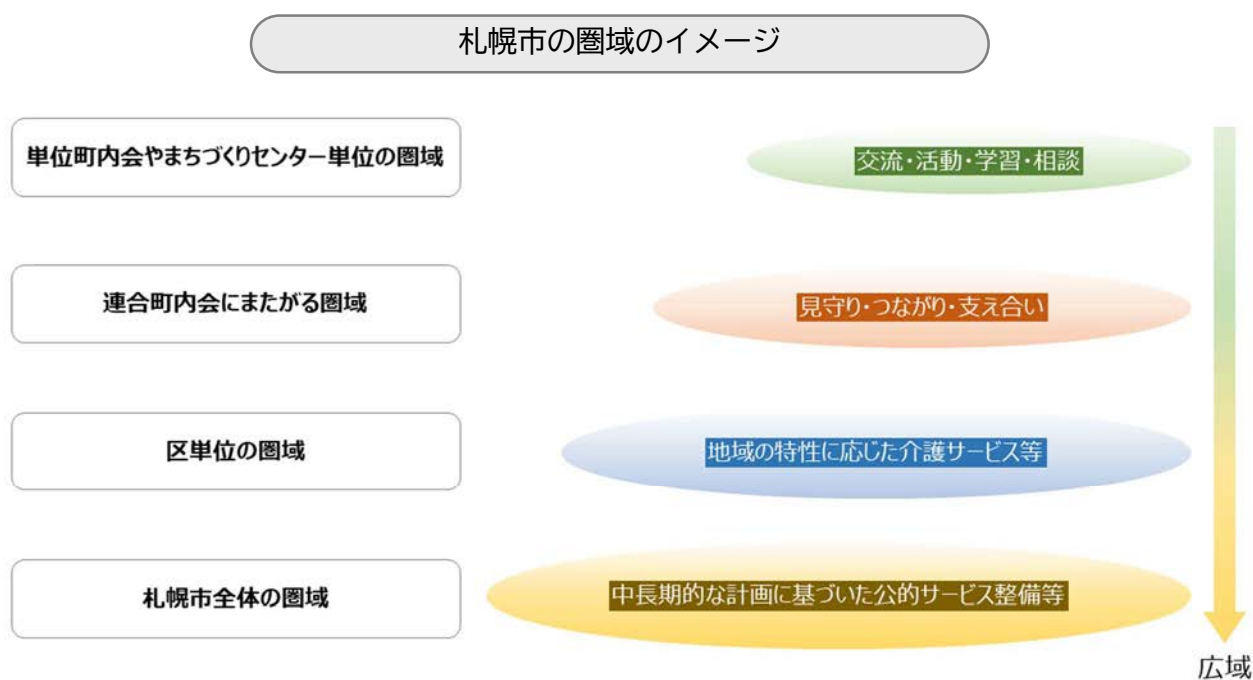 札幌市の圏域のイメージ
単位町内会やまちづくりセンター単位の圏域
交流・活動・学習・相談
連合町内会にまたがる圏域
見守り・つながり・支え合い
区単位の圏域
地域の特性に応じた介護サービス等
札幌市全体の圏域
中長期的な計画に基づいた公的サービス整備等
広域